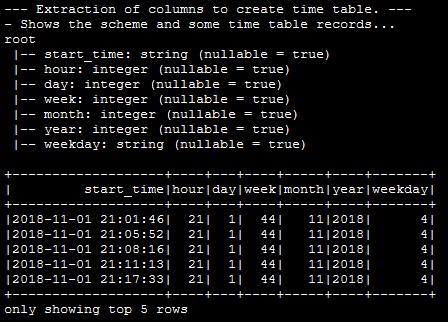 --- Extraction of columns to create time table. ---
- Shows the scheme and some time table records...
root
 |-- start_time: string (nullable = true)
 |-- hour: integer (nullable = true)
 |-- day: integer (nullable = true)
 |-- week: integer (nullable = true)
 |-- month: integer (nullable = true)
 |-- year: integer (nullable = true)
 |-- weekday: string (nullable = true)

+-------------------+----+---+----+-----+----+-------+
|         start_time|hour|day|week|month|year|weekday|
+-------------------+----+---+----+-----+----+-------+
|2018-11-01 21:01:46|  21|  1|  44|   11|2018|      4|
|2018-11-01 21:05:52|  21|  1|  44|   11|2018|      4|
|2018-11-01 21:08:16|  21|  1|  44|   11|2018|      4|
|2018-11-01 21:11:13|  21|  1|  44|   11|2018|      4|
|2018-11-01 21:17:33|  21|  1|  44|   11|2018|      4|
+-------------------+----+---+----+-----+----+-------+
only showing top 5 rows